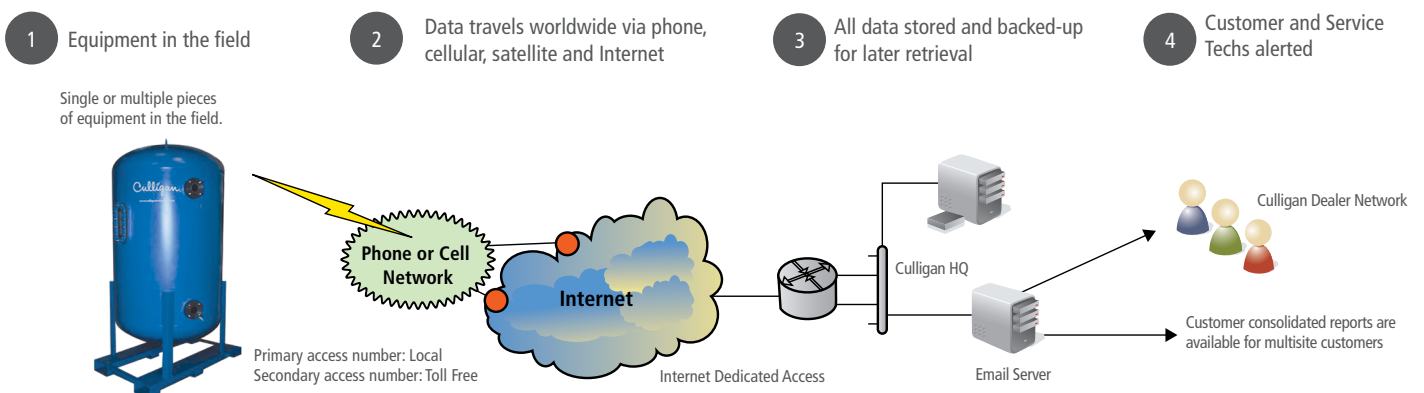 1
Equipment in the field
Single or multiple pieces
of equipment in the field.
Culligan
2
Data travels worldwide via phone,
cellular, satellite and Internet
Phone or Cell
Network
Internet
Primary access number: Local
Secondary access number: Toll Free
Internet Dedicated Access
3
All data stored and backed-up
for later retrieval
Culligan HQ
Email Server
4
Customer and Service
Techs alerted
Culligan Dealer Network
Customer consolidated reports are
available for multisite customers